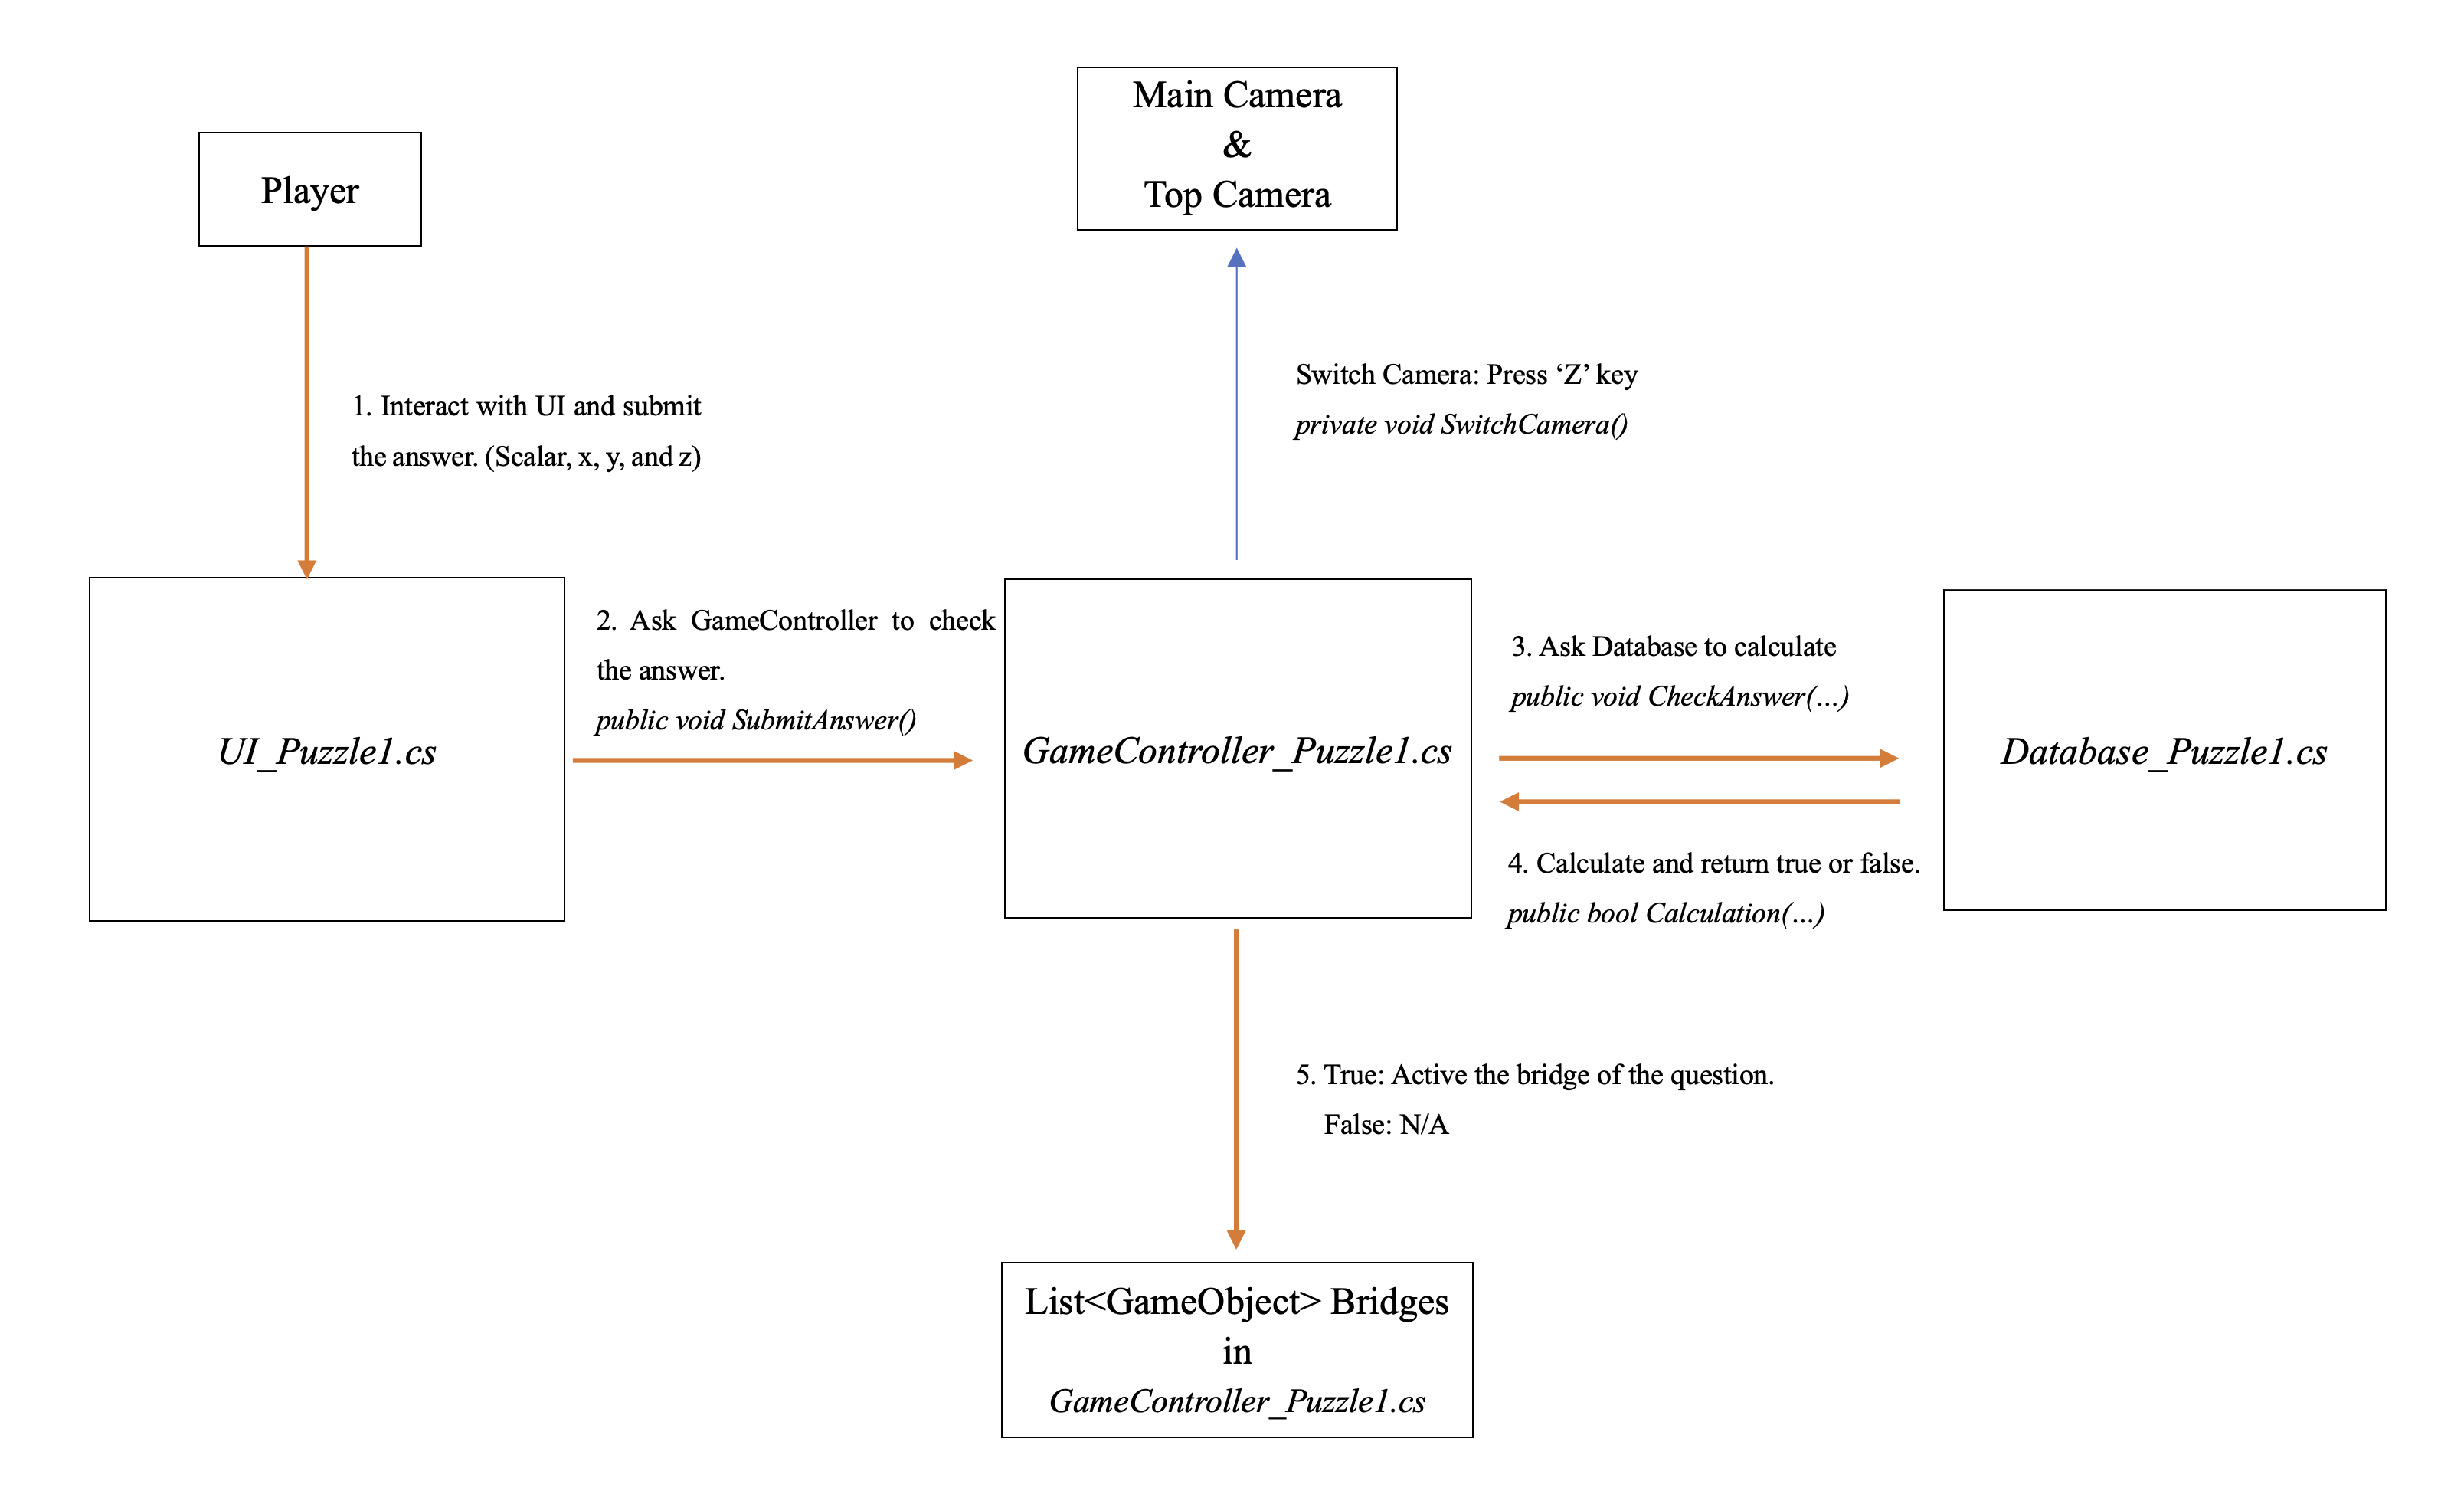 Main Camera
&
Top Camera
Player
Switch Camera: Press ‘Z’ key
private void SwitchCamera()
1. Interact with UI and submit
the answer. (Scalar, x, y, and z)
2. Ask GameController to check
the answer.
public void SubmitAnswer()
3. Ask Database to calculate
public void CheckAnswer(…)
UI_Puzzle1.cs
GameController_Puzzle1.cs
Database_Puzzle1.cs
4. Calculate and return true or false.
public bool Calculation(…)
5. True: Active the bridge of the question.
False: N/A
List<GameObject> Bridges
in
GameController_Puzzle1.cs